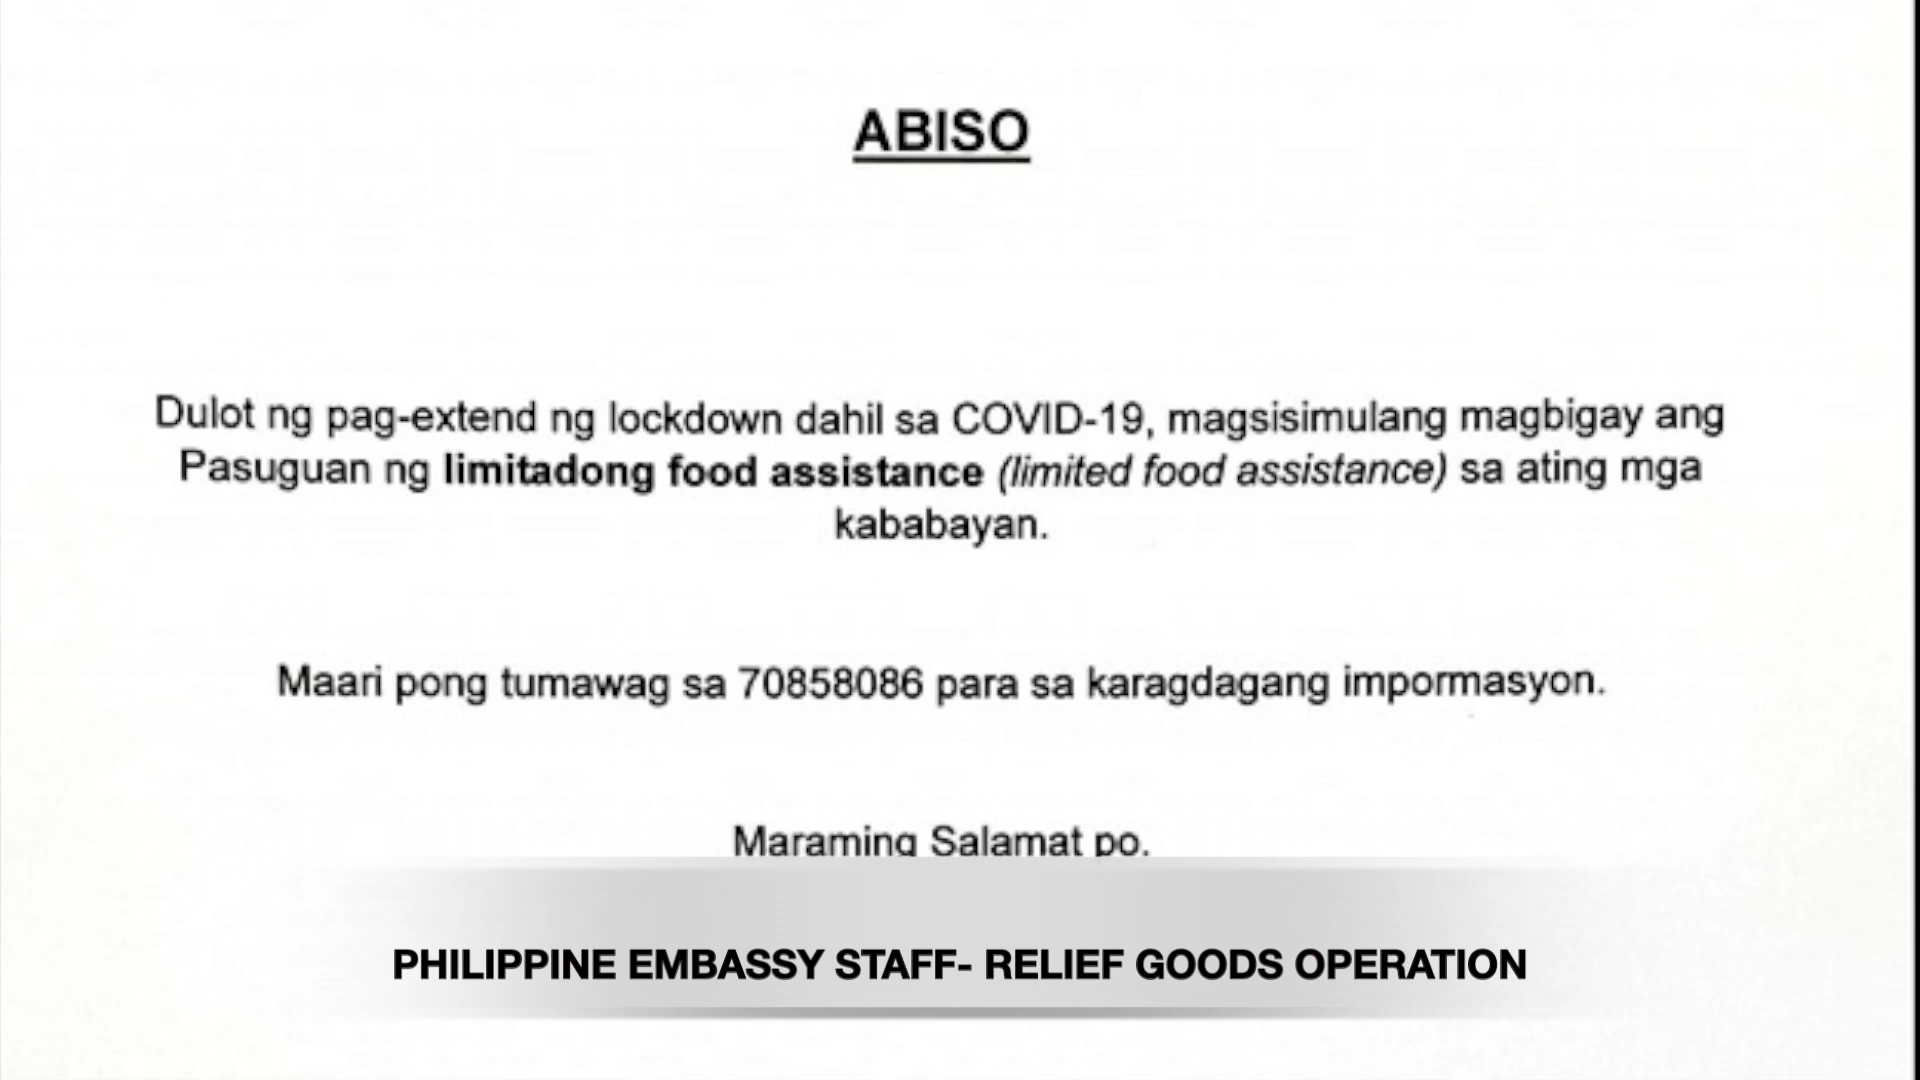 ABISO
Dulot ng pag-extend ng lockdown dahil sa COVID-19, magsisimulang magbigay ang
Pasuguan ng limitadong food assistance (limited food assistance) sa ating mga
kababayan.
Maari pong tumawag sa 70858086 para sa karagdagang impormasyon.
Maraming Salamat po.
PHILIPPINE EMBASSY STAFF- RELIEF GOODS OPERATION